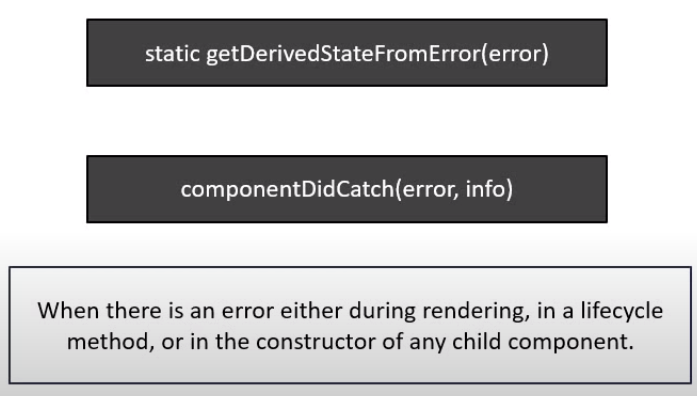 static getDerivedStateFromError(error)
componentDidCatch(error, info)
When there is an error either during rendering, in a lifecycle
method, or in the constructor of any child component.